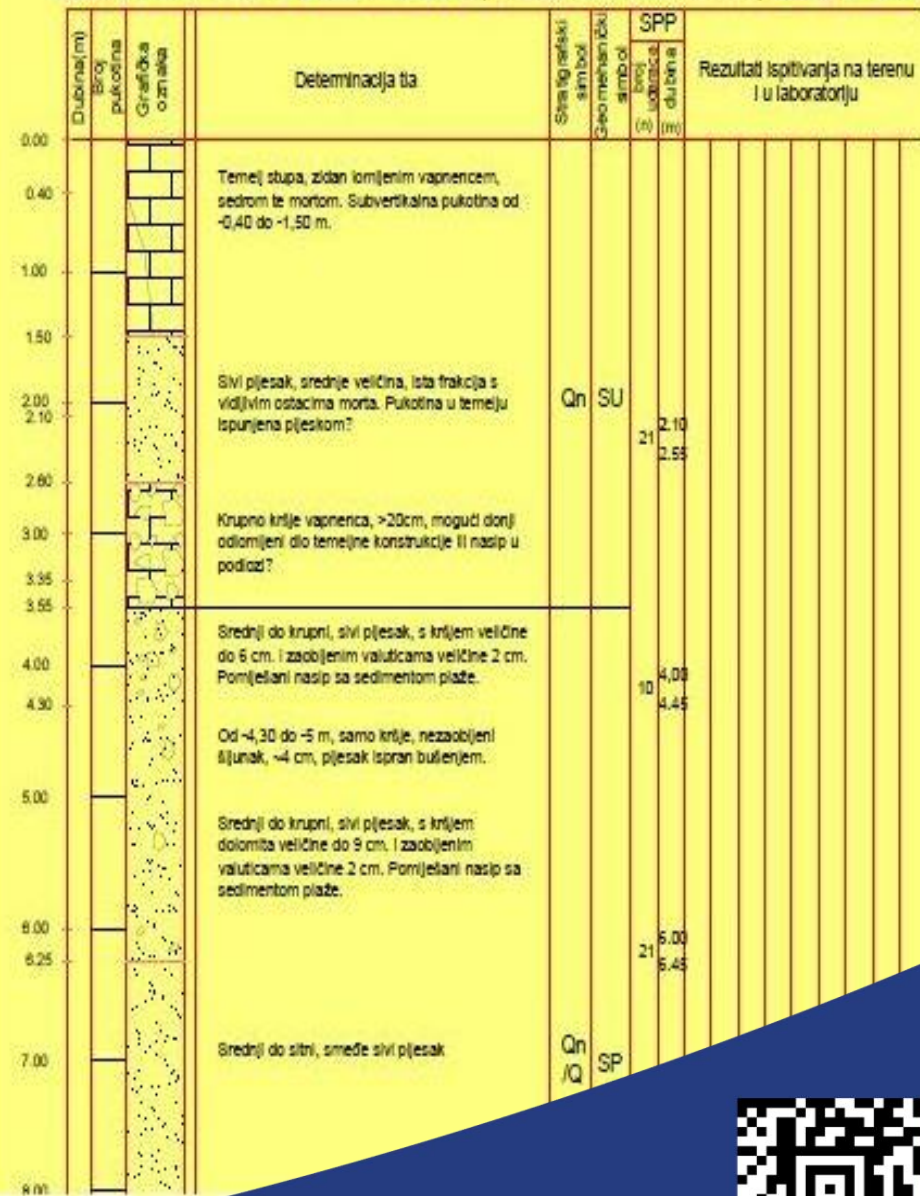 Dubina(m)
Broj
pukotina
Grafička
oznaka
Determinacija tla
Stratigrafski
simbol
Geomehanički
simbol
SPP
broj
udaraca
(n)
dubina
(m)
Rezultati ispitivanja na terenu
i u laboratoriju
0.00
0.40
1.00
1.50
2.00
2.10
2.60
3.00
3.35
3.55
4.00
4.30
5.00
6.00
6.25
7.00
8.00
Temelj stupa, zidan lomljenim vapnencem,
sedrom te mortom. Subvertikalna pukotina od
-0,40 do -1,50 m.
Sivi pijesak, srednje veličina, ista frakcija s
vidljivim ostacima morta. Pukotina u temelju
ispunjena pijeskom?
Qn SU
21
2.10
2.55
Krupno kršje vapnenca, >20cm, mogući donji
odlomljeni dio temeljne konstrukcije ili nasip u
podlozi?
Srednji do krupni, sivi pijesak, s kršjem veličine
do 6 cm. i zaobljenim valuticama veličine 2 cm.
Pomiješani nasip sa sedimentom plaže.
10
4,00
4.45
Od -4,30 do -5 m, samo kršje, nezaobljeni
šljunak, ~4 cm, pijesak ispran bušenjem.
Srednji do krupni, sivi pijesak, s kršjem
dolomita veličine do 9 cm. i zaobljenim
valuticama veličine 2 cm. Pomiješani nasip sa
sedimentom plaže.
21
6.00
6.45
Srednji do sitni, smeđe sivi pijesak
Qn
/Q
SP